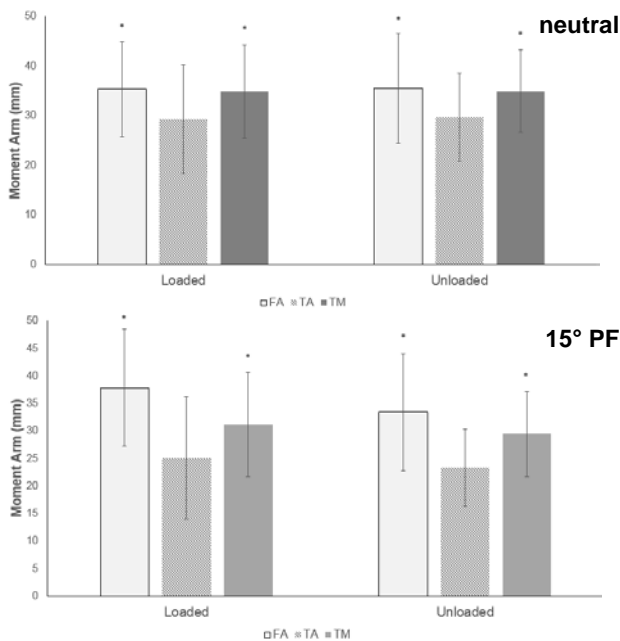 neutral
Moment Arm (mm)
50
40
30
20
10
0
* * * * *
Loaded Unloaded
FA TA TM
15° PF
Moment Arm (mm)
50
45
40
35
30
25
20
15
10
5
0
* * * *
Loaded Unloaded
FA TA TM